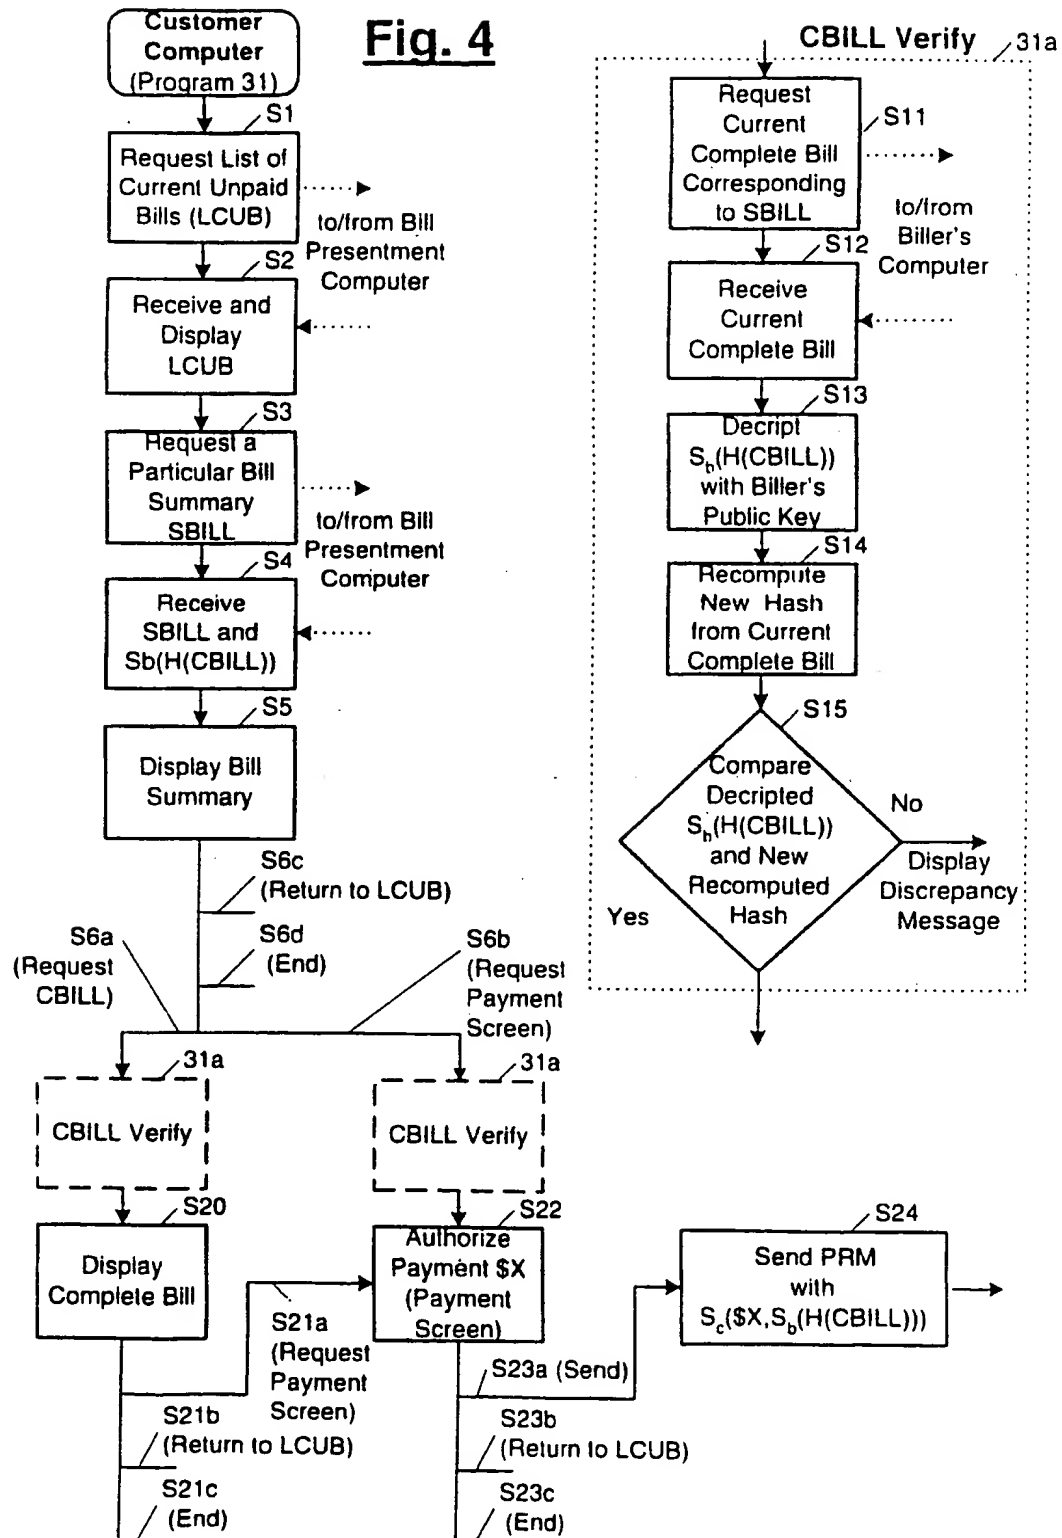 Fig. 4
Customer
Computer
(Program 31)
S1
Request List of
Current Unpaid
Bills (LCUB)
to/from Bill
Presentment
Computer
S2
Receive and
Display
LCUB
S3
Request a
Particular Bill
Summary
SBILL
to/from Bill
Presentment
Computer
S4
Receive
SBILL and
Sb(H(CBILL))
S5
Display Bill
Summary
S6c
(Return to LCUB)
S6d
(End)
S6a
(Request
CBILL)
S6b
(Request
Payment
Screen)
31a
CBILL Verify
31a
CBILL Verify
S20
Display
Complete Bill
S21a
(Request
Payment
Screen)
S21b
(Return to LCUB)
S21c
(End)
S22
Authorize
Payment $X
(Payment
Screen)
S23a (Send)
S23b
(Return to LCUB)
S23c
(End)
S24
Send PRM
with
Sc($X,Sb(H(CBILL)))
CBILL Verify
31a
Request
Current
Complete Bill
Corresponding
to SBILL
S11
to/from
Biller's
Computer
S12
Receive
Current
Complete Bill
S13
Decript
Sb(H(CBILL))
with Biller's
Public Key
S14
Recompute
New Hash
from Current
Complete Bill
S15
Compare
Decripted
Sb(H(CBILL))
and New
Recomputed
Hash
No
Display
Discrepancy
Message
Yes